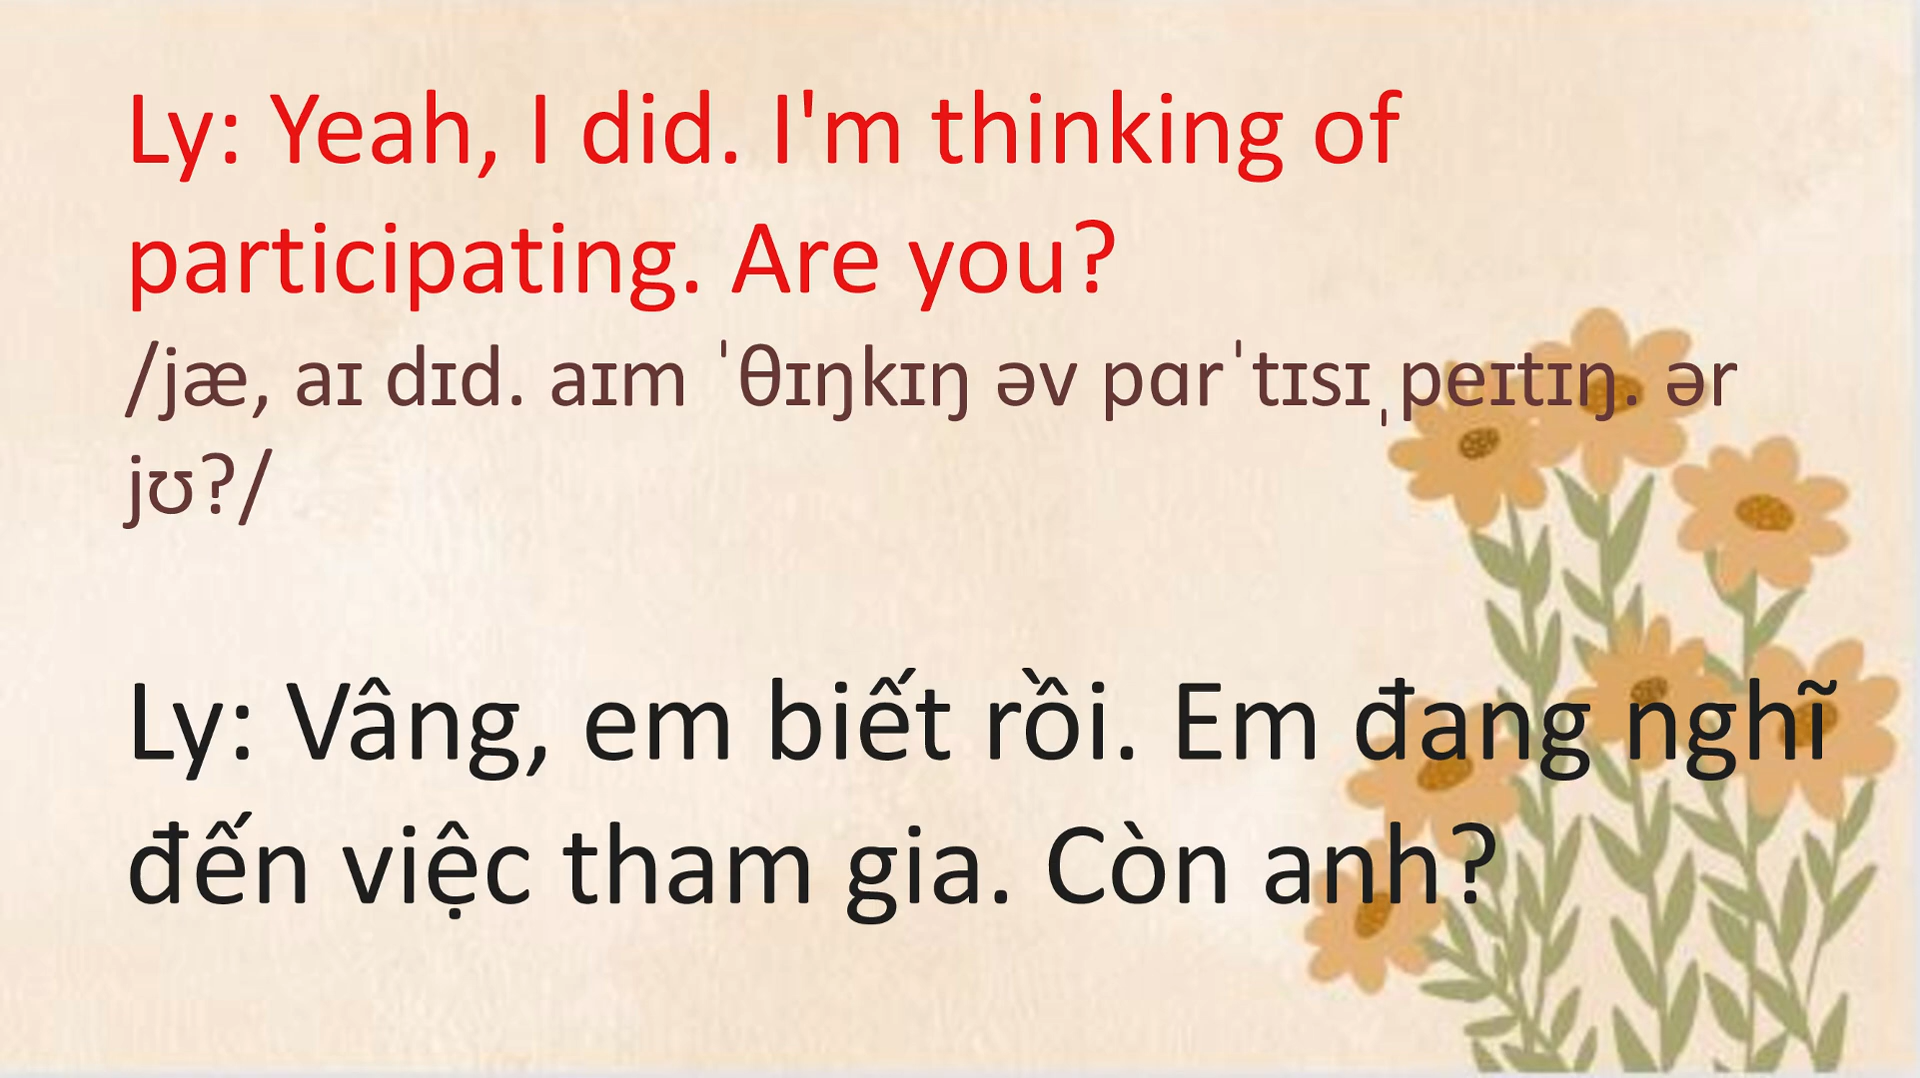 Ly: Yeah, I did. I'm thinking of
participating. Are you?
/jæ, aɪ dɪd. aɪm ˈθɪŋkɪŋ əv pɑrˈtɪsɪˌpeɪtɪŋ. ər
jʊ?/
Ly: Vâng, em biết rồi. Em đang nghĩ
đến việc tham gia. Còn anh?